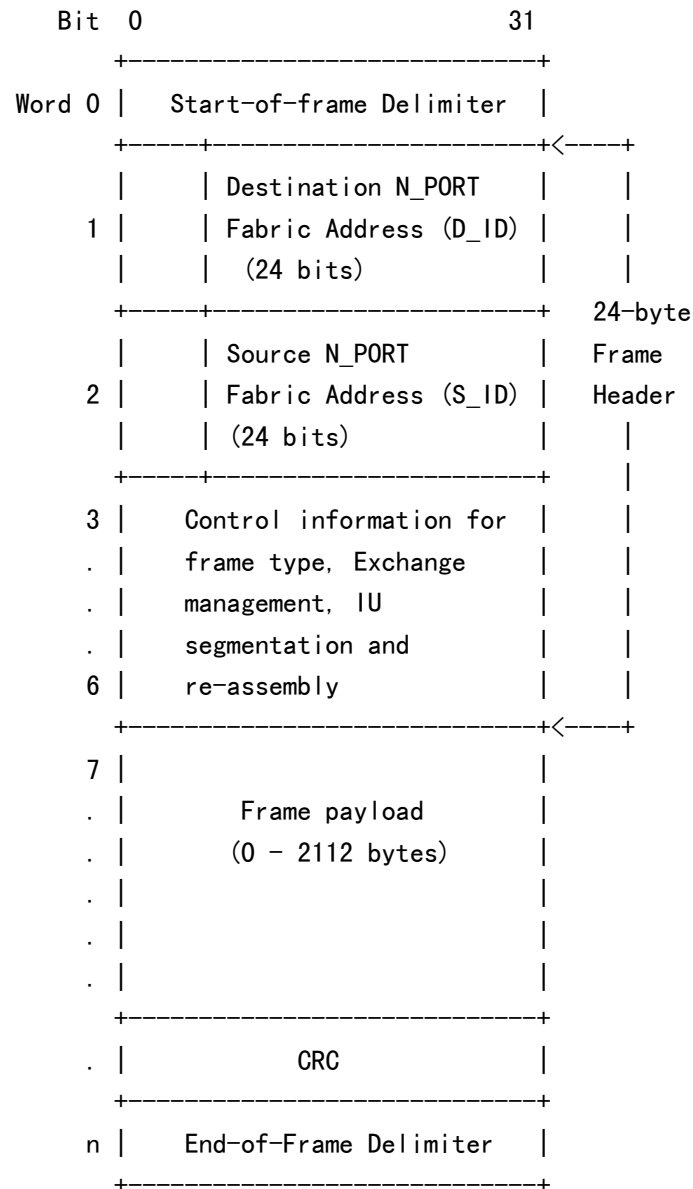 Bit 0 31
+-----------------------------+
Word 0 | Start-of-frame Delimiter |
+-----+-----------------------+<----+
| | Destination N_PORT | |
1 | | Fabric Address (D_ID) | |
| | (24 bits) | |
+-----+-----------------------+ 24-byte
| | Source N_PORT | Frame
2 | | Fabric Address (S_ID) | Header
| | (24 bits) | |
+-----+-----------------------+ |
3 | Control information for | |
. | frame type, Exchange | |
. | management, IU | |
. | segmentation and | |
6 | re-assembly | |
+-----------------------------+<----+
7 | |
. | Frame payload |
. | (0 - 2112 bytes) |
. | |
. | |
. | |
+-----------------------------+
. | CRC |
+-----------------------------+
n | End-of-Frame Delimiter |
+-----------------------------+